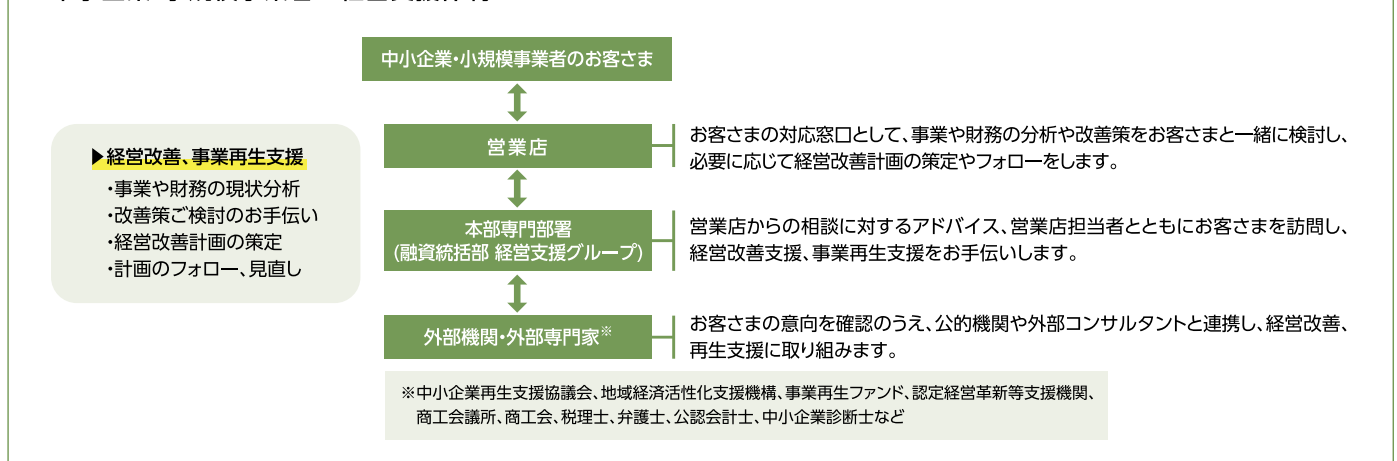 中小企業・小規模事業者のお客さま
営業店
お客さまの対応窓口として、事業や財務の分析や改善策をお客さまと一緒に検討し、
必要に応じて経営改善計画の策定やフォローをします。
▶経営改善、事業再生支援
・事業や財務の現状分析
・改善策ご検討のお手伝い
・経営改善計画の策定
・計画のフォロー、見直し
本部専門部署
(融資統括部 経営支援グループ)
営業店からの相談に対するアドバイス、営業店担当者とともにお客さまを訪問し、
経営改善支援、事業再生支援をお手伝いします。
外部機関・外部専門家※
お客さまの意向を確認のうえ、公的機関や外部コンサルタントと連携し、経営改善、
再生支援に取り組みます。
※中小企業再生支援協議会、地域経済活性化支援機構、事業再生ファンド、認定経営革新等支援機関、
商工会議所、商工会、税理士、弁護士、公認会計士、中小企業診断士など